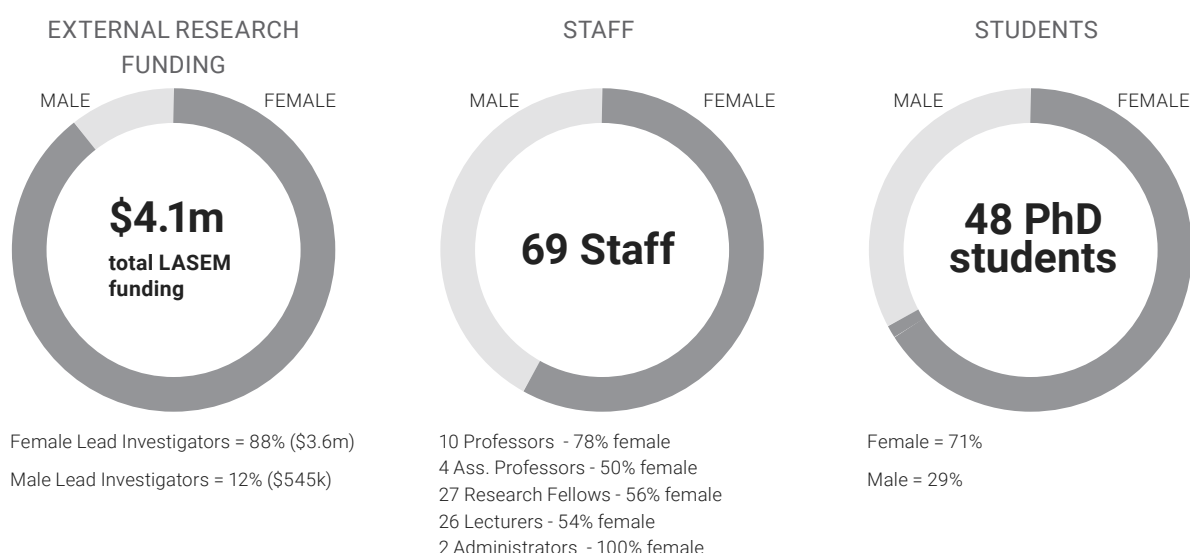 EXTERNAL RESEARCH
FUNDING
MALE
FEMALE
$4.1m
total LASEM
funding
Female Lead Investigators = 88% ($3.6m)
Male Lead Investigators = 12% ($545k)
STAFF
MALE
FEMALE
69 Staff
10 Professors - 78% female
4 Ass. Professors - 50% female
27 Research Fellows - 56% female
26 Lecturers - 54% female
2 Administrators - 100% female
STUDENTS
MALE
FEMALE
48 PhD
students
Female = 71%
Male = 29%